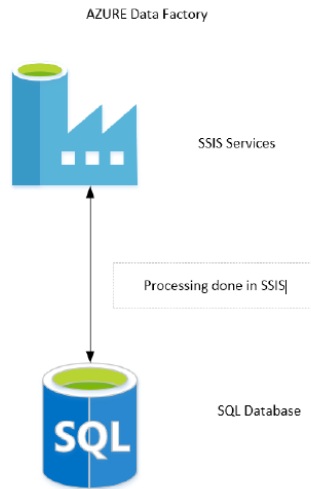 AZURE Data Factory
SSIS Services
Processing done in SSIS
SQL
SQL Database